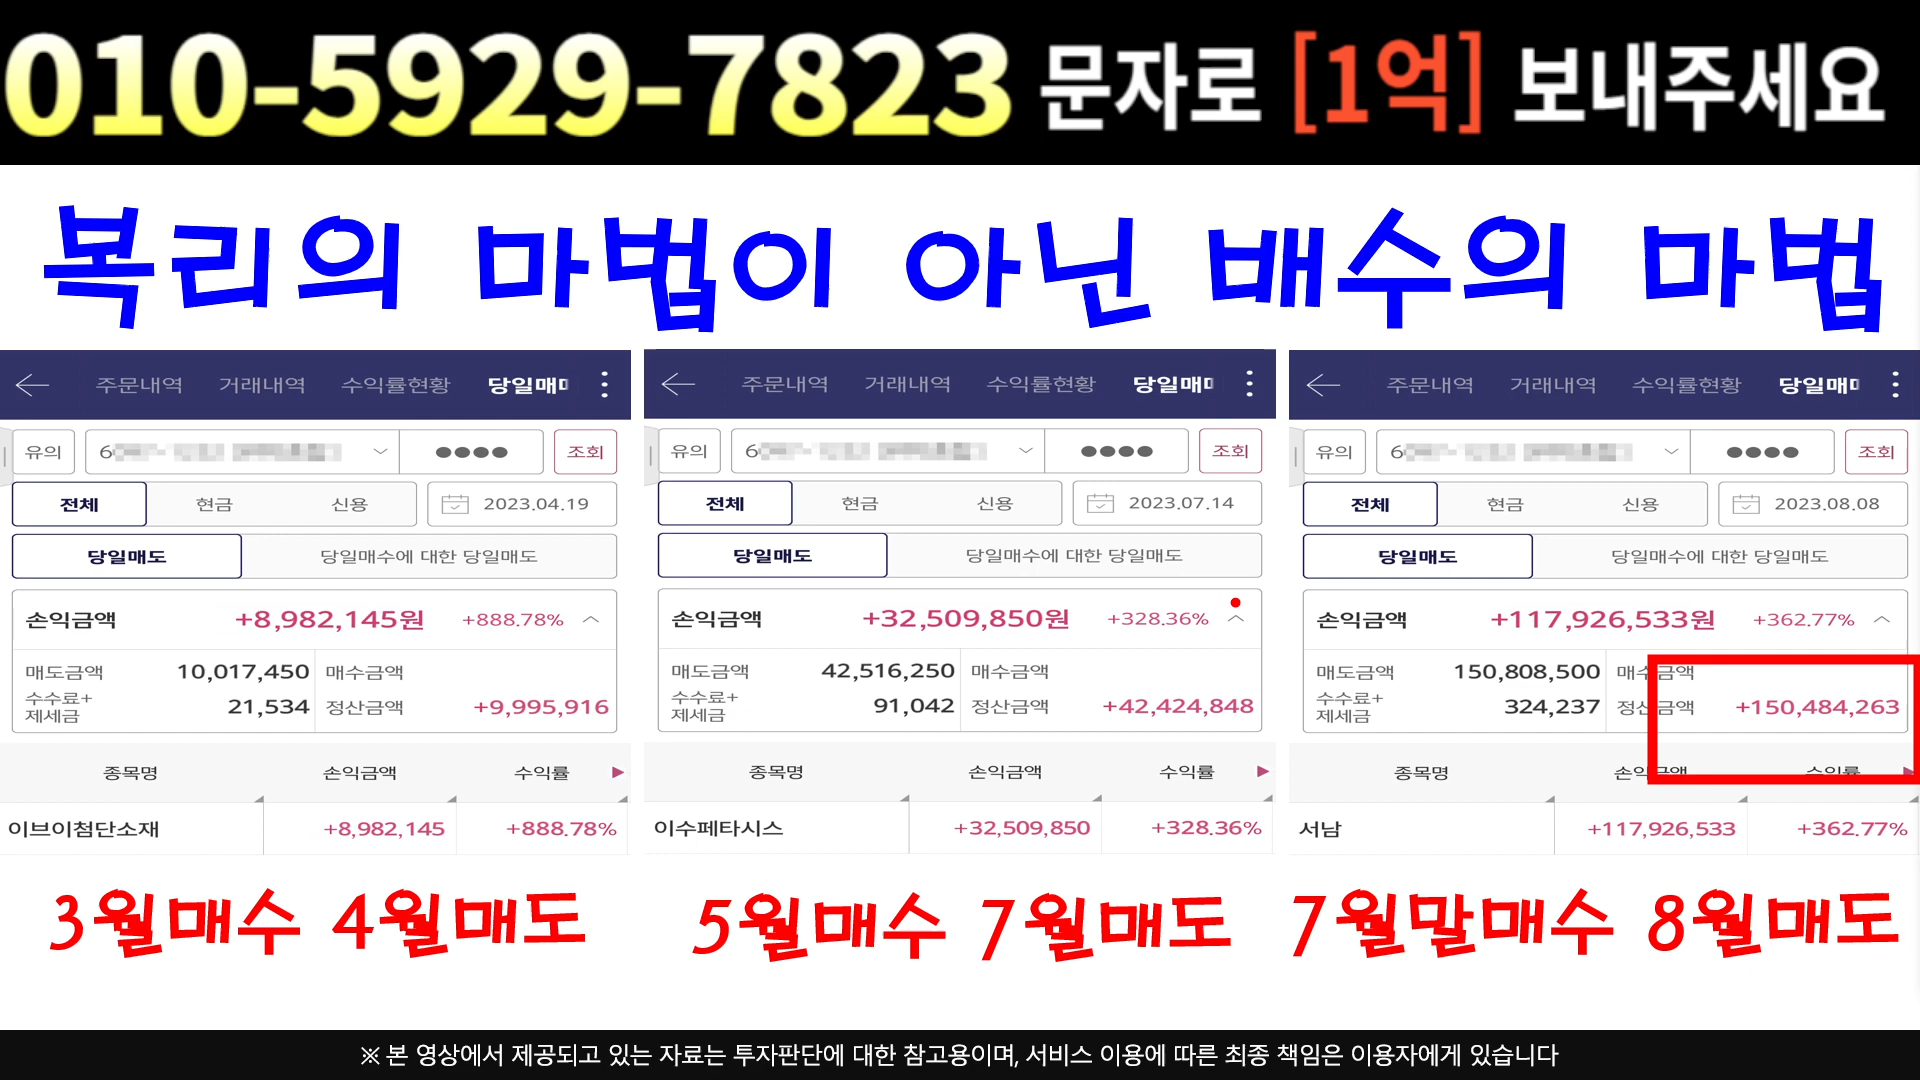 010-5929-7823 문자로 [1억] 보내주세요
복리의 마법이 아닌 배수의 마법
주문내역 거래내역 수익률현황
유의 조회
전체 현금 신용 2023.04.19
당일매도 당일매수에 대한 당일매도
손익금액 +8,982,145원 +888.78%
매도금액 10,017,450 매수금액
수수료+
제세금 21,534 정산금액 +9,995,916
종목명 손익금액 수익률
이브이첨단소재 +8,982,145 +888.78%
3월매수 4월매도
주문내역 거래내역 수익률현황
유의 조회
전체 현금 신용 2023.07.14
당일매도 당일매수에 대한 당일매도
손익금액 +32,509,850원 +328.36%
매도금액 42,516,250 매수금액
수수료+
제세금 91,042 정산금액 +42,424,848
종목명 손익금액 수익률
이수페타시스 +32,509,850 +328.36%
5월매수 7월매도
주문내역 거래내역 수익률현황
유의 조회
전체 현금 신용 2023.08.08
당일매도 당일매수에 대한 당일매도
손익금액 +117,926,533원 +362.77%
매도금액 150,808,500 매수금액
수수료+
제세금 324,237 정산금액 +150,484,263
종목명 손익금액 수익률
서남 +117,926,533 +362.77%
7월말매수 8월매도
※ 본 영상에서 제공되고 있는 자료는 투자판단에 대한 참고용이며, 서비스 이용에 따른 최종 책임은 이용자에게 있습니다